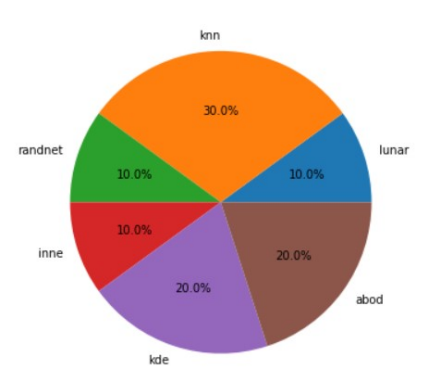 knn
30.0%
randnet
lunar
10.0%
10.0%
10.0%
inne
20.0%
20.0%
abod
kde